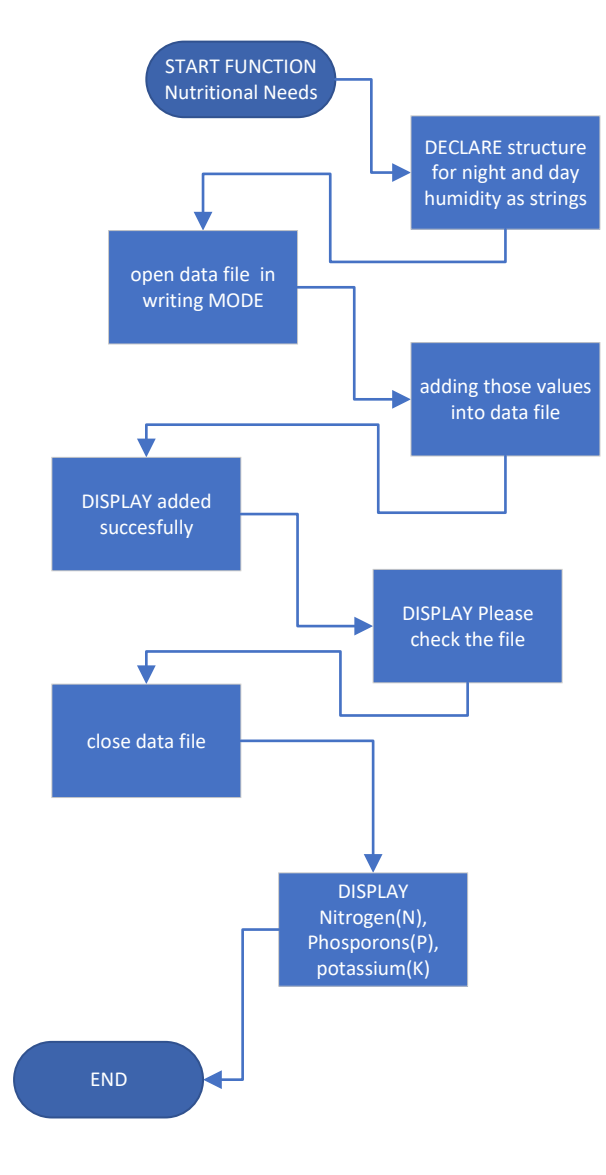 START FUNCTION
Nutritional Needs
DECLARE structure
for night and day
humidity as strings
open data file in
writing MODE
adding those values
into data file
DISPLAY added
succesfully
DISPLAY Please
check the file
close data file
DISPLAY
Nitrogen(N),
Phosporons(P),
potassium(K)
END